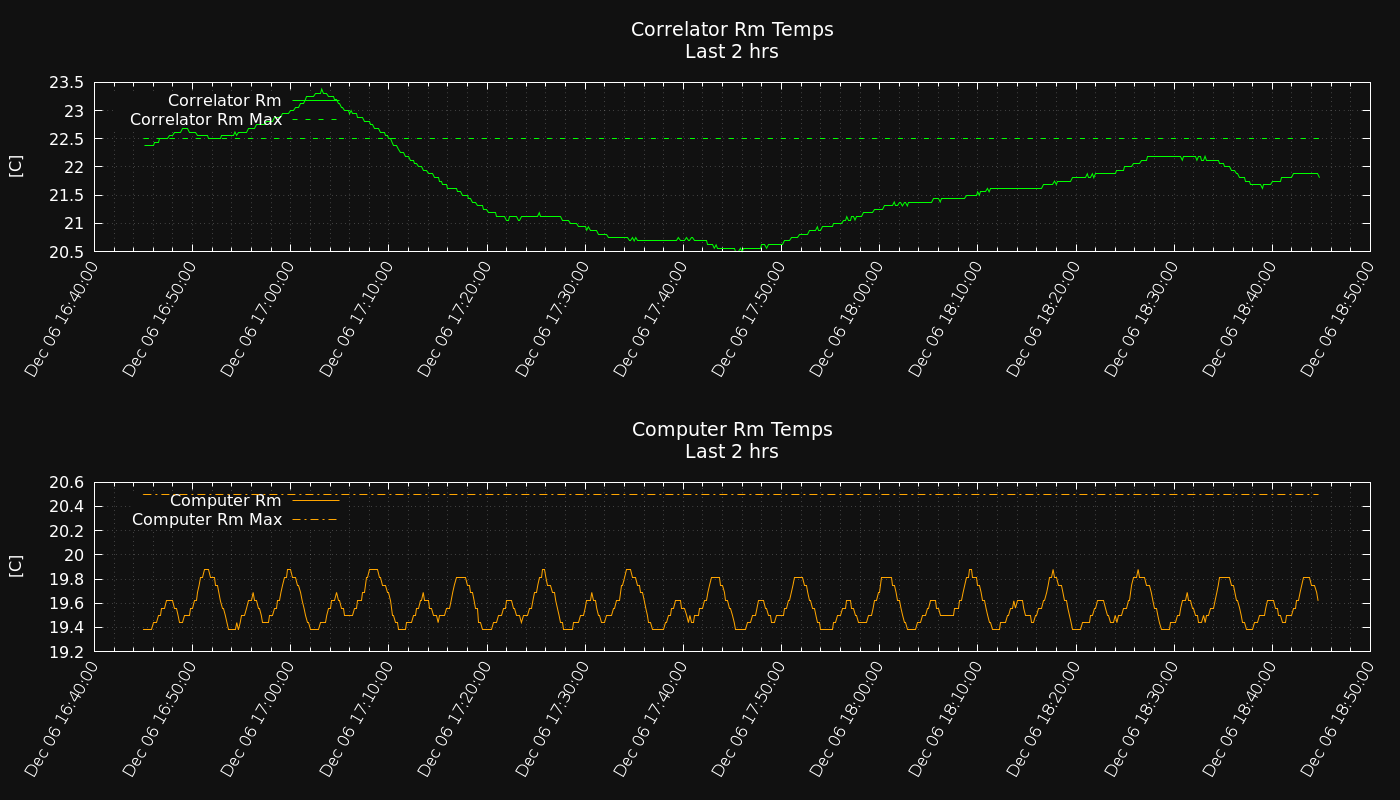 Correlator Rm Temps
Last 2 hrs
23.5
23
22.5
22
21.5
21
20.5
[C]
Correlator Rm
Correlator Rm Max
Dec 06 16:40:00
Dec 06 16:50:00
Dec 06 17:00:00
Dec 06 17:10:00
Dec 06 17:20:00
Dec 06 17:30:00
Dec 06 17:40:00
Dec 06 17:50:00
Dec 06 18:00:00
Dec 06 18:10:00
Dec 06 18:20:00
Dec 06 18:30:00
Dec 06 18:40:00
Dec 06 18:50:00
Computer Rm Temps
Last 2 hrs
20.6
20.4
20.2
20
19.8
19.6
19.4
19.2
[C]
Computer Rm
Computer Rm Max
Dec 06 16:40:00
Dec 06 16:50:00
Dec 06 17:00:00
Dec 06 17:10:00
Dec 06 17:20:00
Dec 06 17:30:00
Dec 06 17:40:00
Dec 06 17:50:00
Dec 06 18:00:00
Dec 06 18:10:00
Dec 06 18:20:00
Dec 06 18:30:00
Dec 06 18:40:00
Dec 06 18:50:00